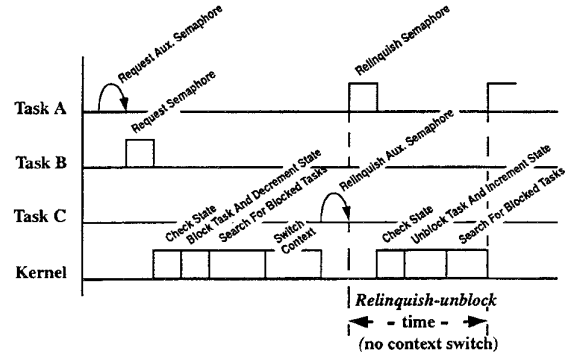 Request Aux. Semaphore
Relinquish Semaphore
Task A
Request Semaphore
Task B
Relinquish Aux. Semaphore
Task C
Check State
Block Task And Decrement State
Search For Blocked Tasks
Switch
Context
Check State
Unblock Task And Increment State
Search For Blocked Tasks
Kernel
Relinquish-unblock
- time -
(no context switch)